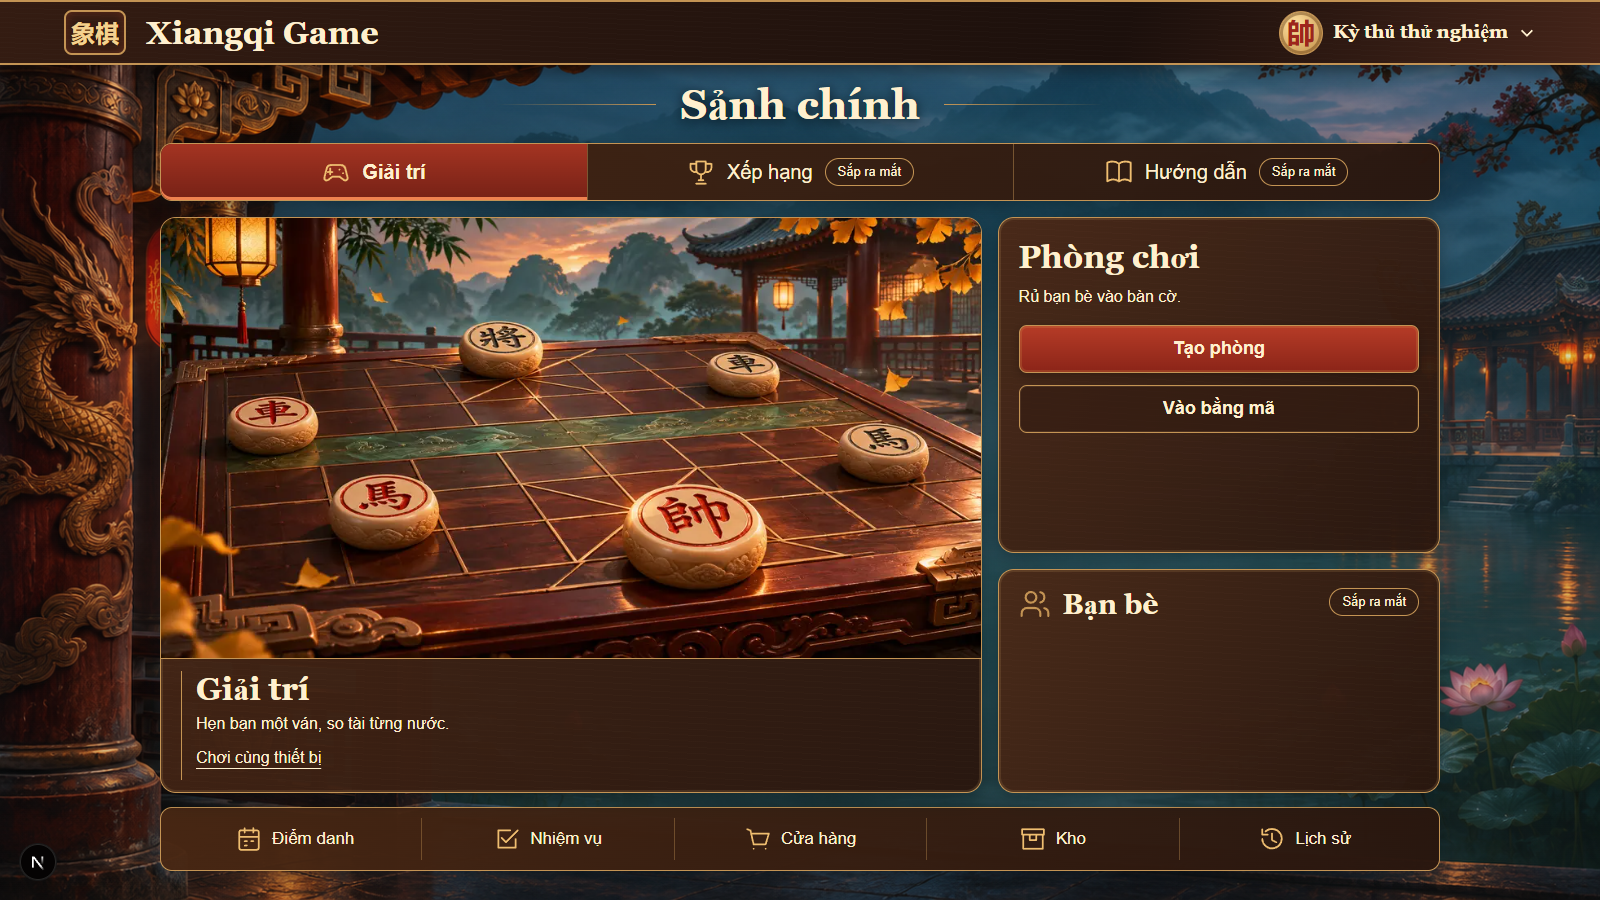 象棋 Xiangqi Game
帥 Kỳ thủ thử nghiệm
Sảnh chính
Giải trí
Xếp hạng Sắp ra mắt
Hướng dẫn Sắp ra mắt
將
車
車
馬
馬
帥
Giải trí
Hẹn bạn một ván, so tài từng nước.
Chơi cùng thiết bị
Phòng chơi
Rủ bạn bè vào bàn cờ.
Tạo phòng
Vào bằng mã
Bạn bè Sắp ra mắt
Điểm danh
Nhiệm vụ
Cửa hàng
Kho
Lịch sử
N